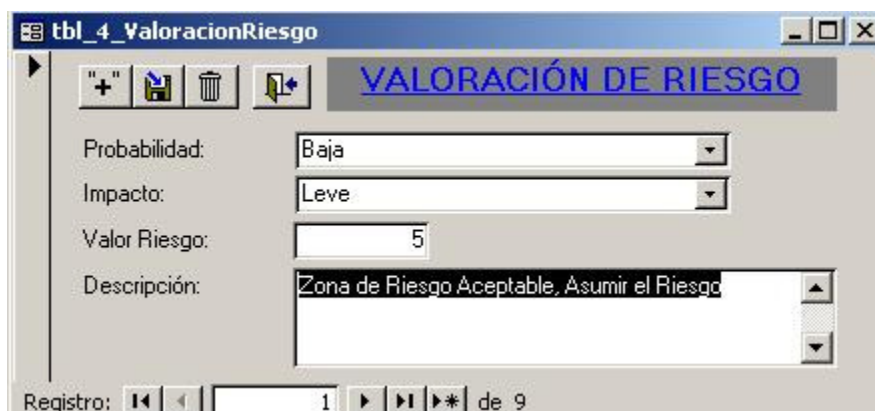 tbl_4_ValoracionRiesgo
"+" VALORACIÓN DE RIESGO
Probabilidad: Baja
Impacto: Leve
Valor Riesgo: 5
Descripción: Zona de Riesgo Aceptable, Asumir el Riesgo
Registro: 1 de 9